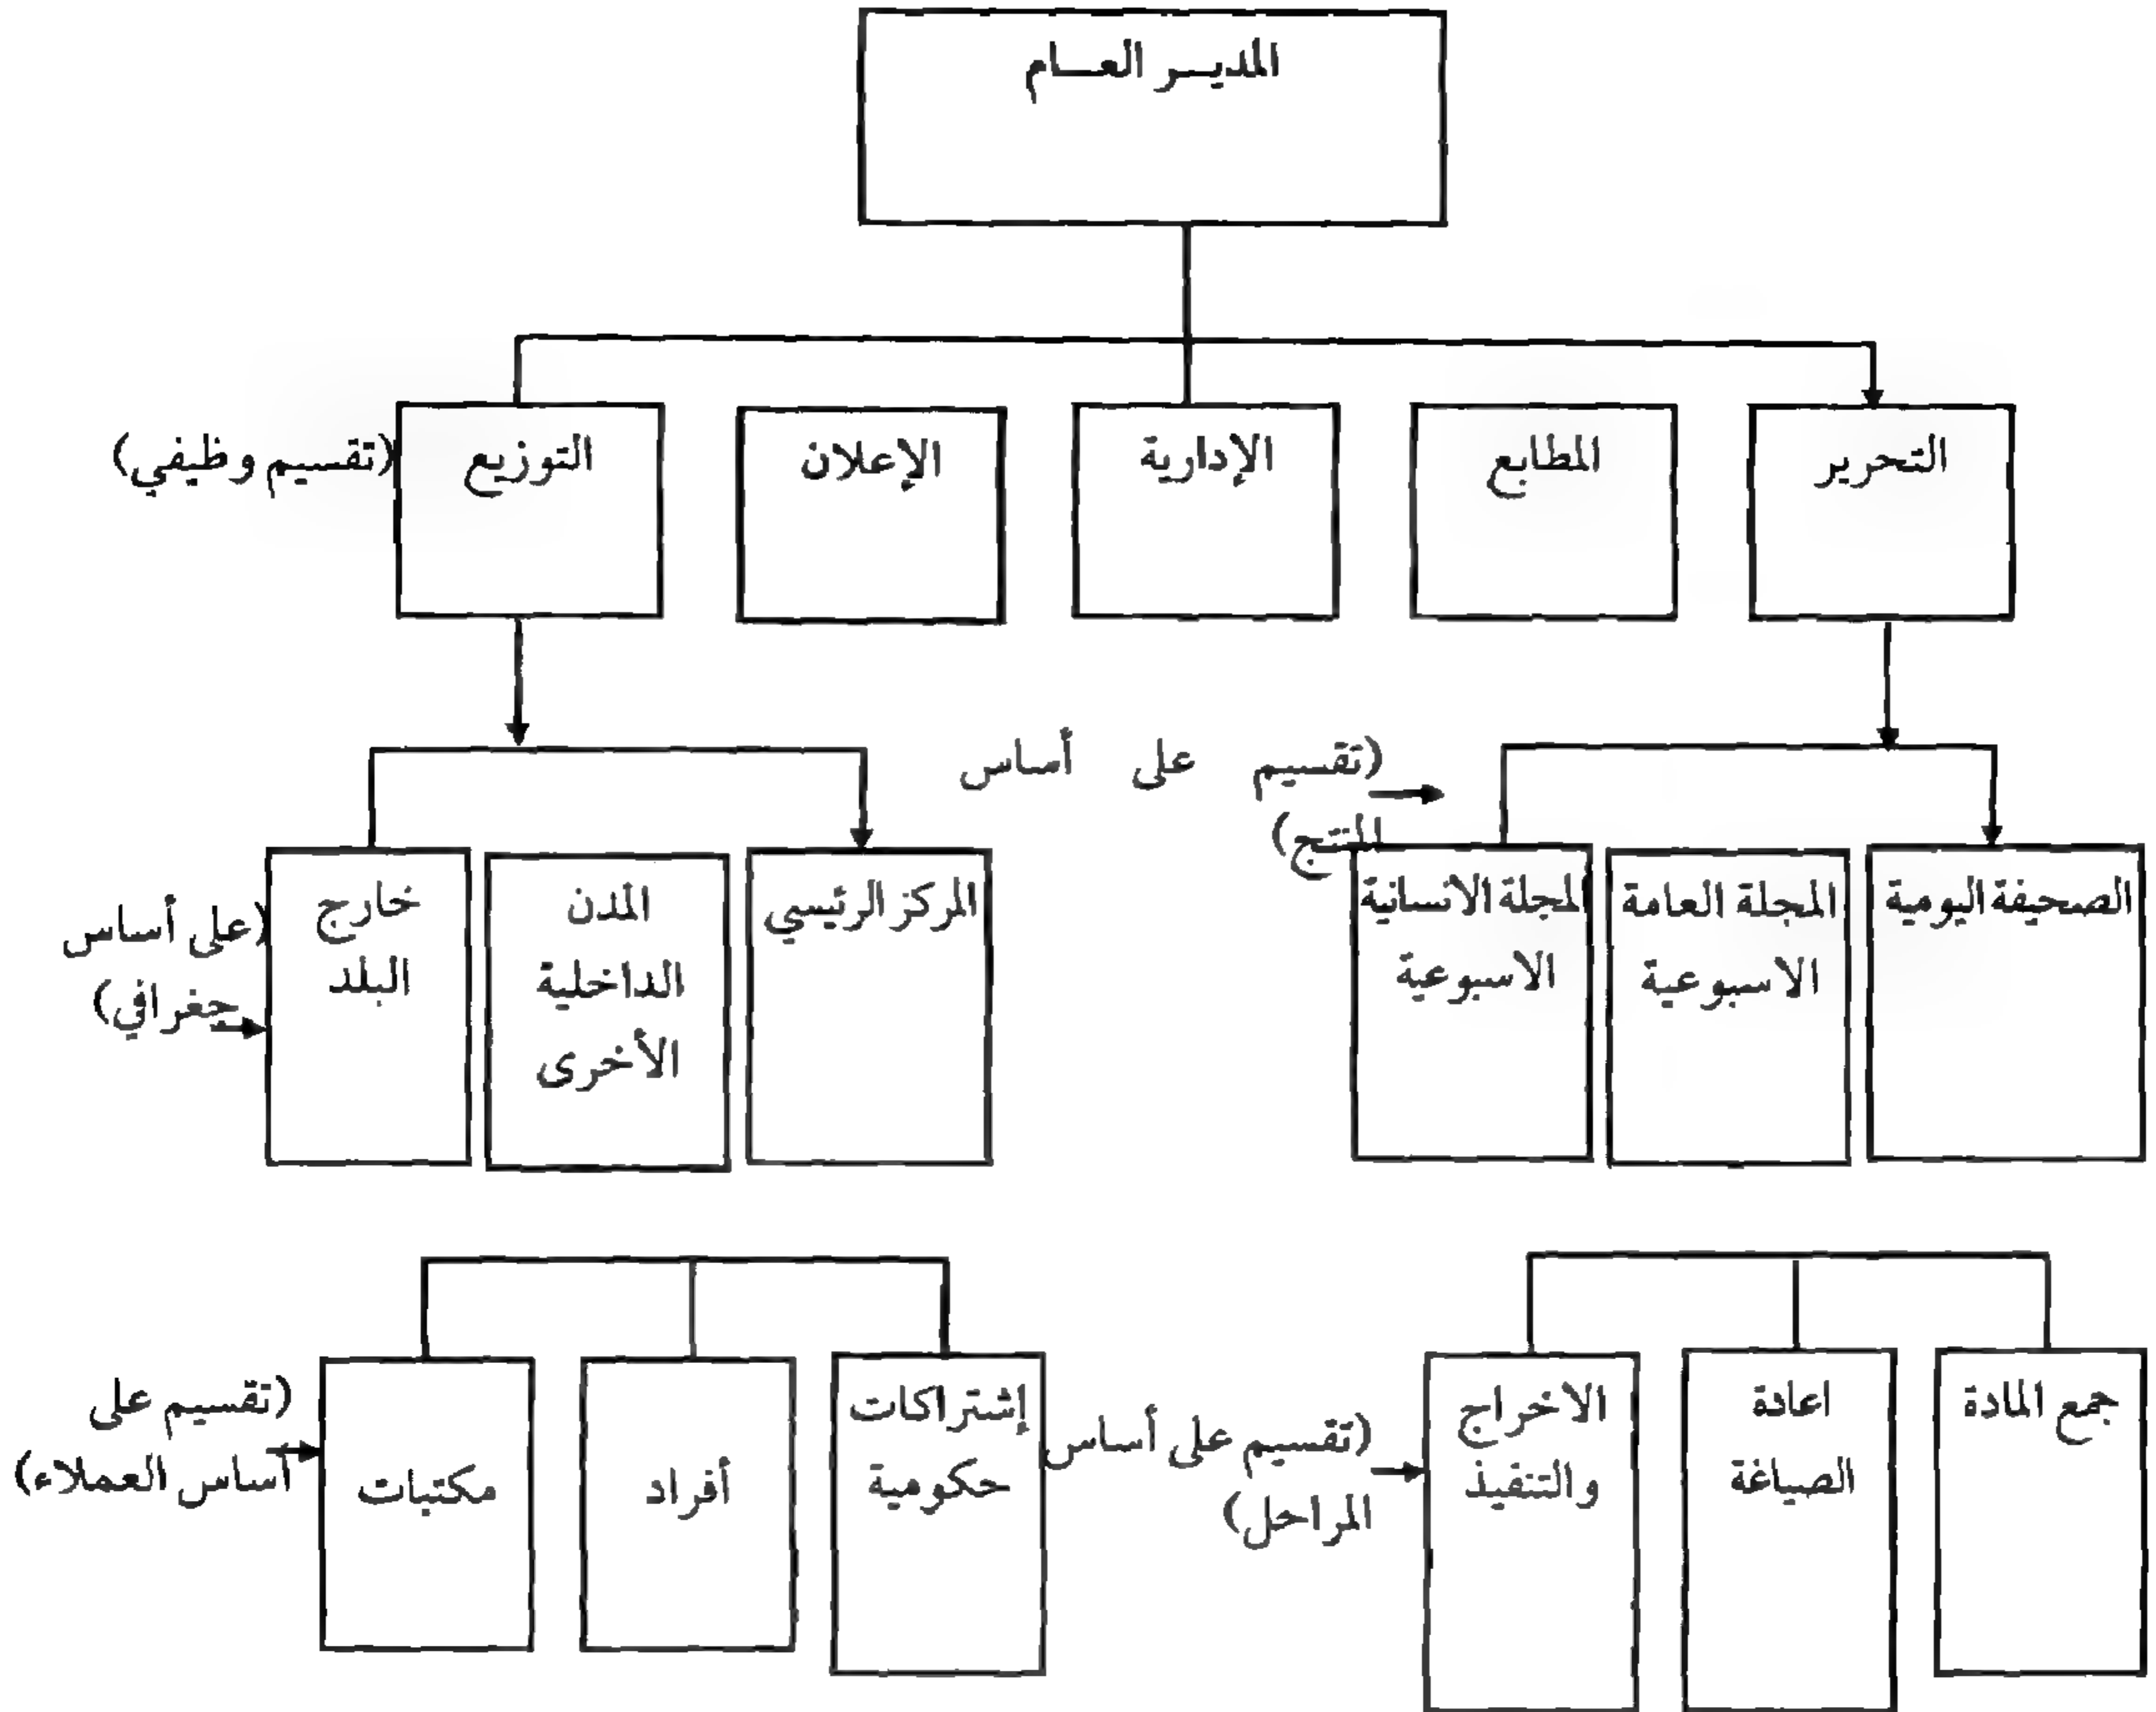 المديـر العـام
التحرير
المطابع
الإدارية
الإعلان
التوزيع
(تقسيم وظيفي)
(تقسيم على أساس
المنتج)
الصحيفة اليومية
المجلة العامة
الاسبوعية
المجلة الانسانية
الاسبوعية
المركز الرئيسي
المدن
الداخلية
الأخرى
خارج
البلد
(على أساس
جغرافي)
جمع المادة
اعادة
الصياغة
الاخراج
والتنفيذ
(تقسيم على أساس
المراحل)
إشتراكات
حكومية
أفراد
مكتبات
(تقسيم على
أساس العملاء)